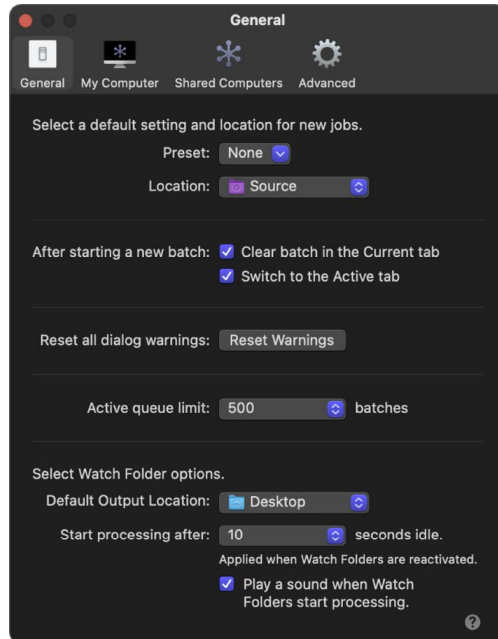 General
General My Computer Shared Computers Advanced
Select a default setting and location for new jobs.
Preset: None
Location: Source
After starting a new batch: Clear batch in the Current tab
Switch to the Active tab
Reset all dialog warnings: Reset Warnings
Active queue limit: 500 batches
Select Watch Folder options.
Default Output Location: Desktop
Start processing after: 10 seconds idle.
Applied when Watch Folders are reactivated.
Play a sound when Watch
Folders start processing.
?